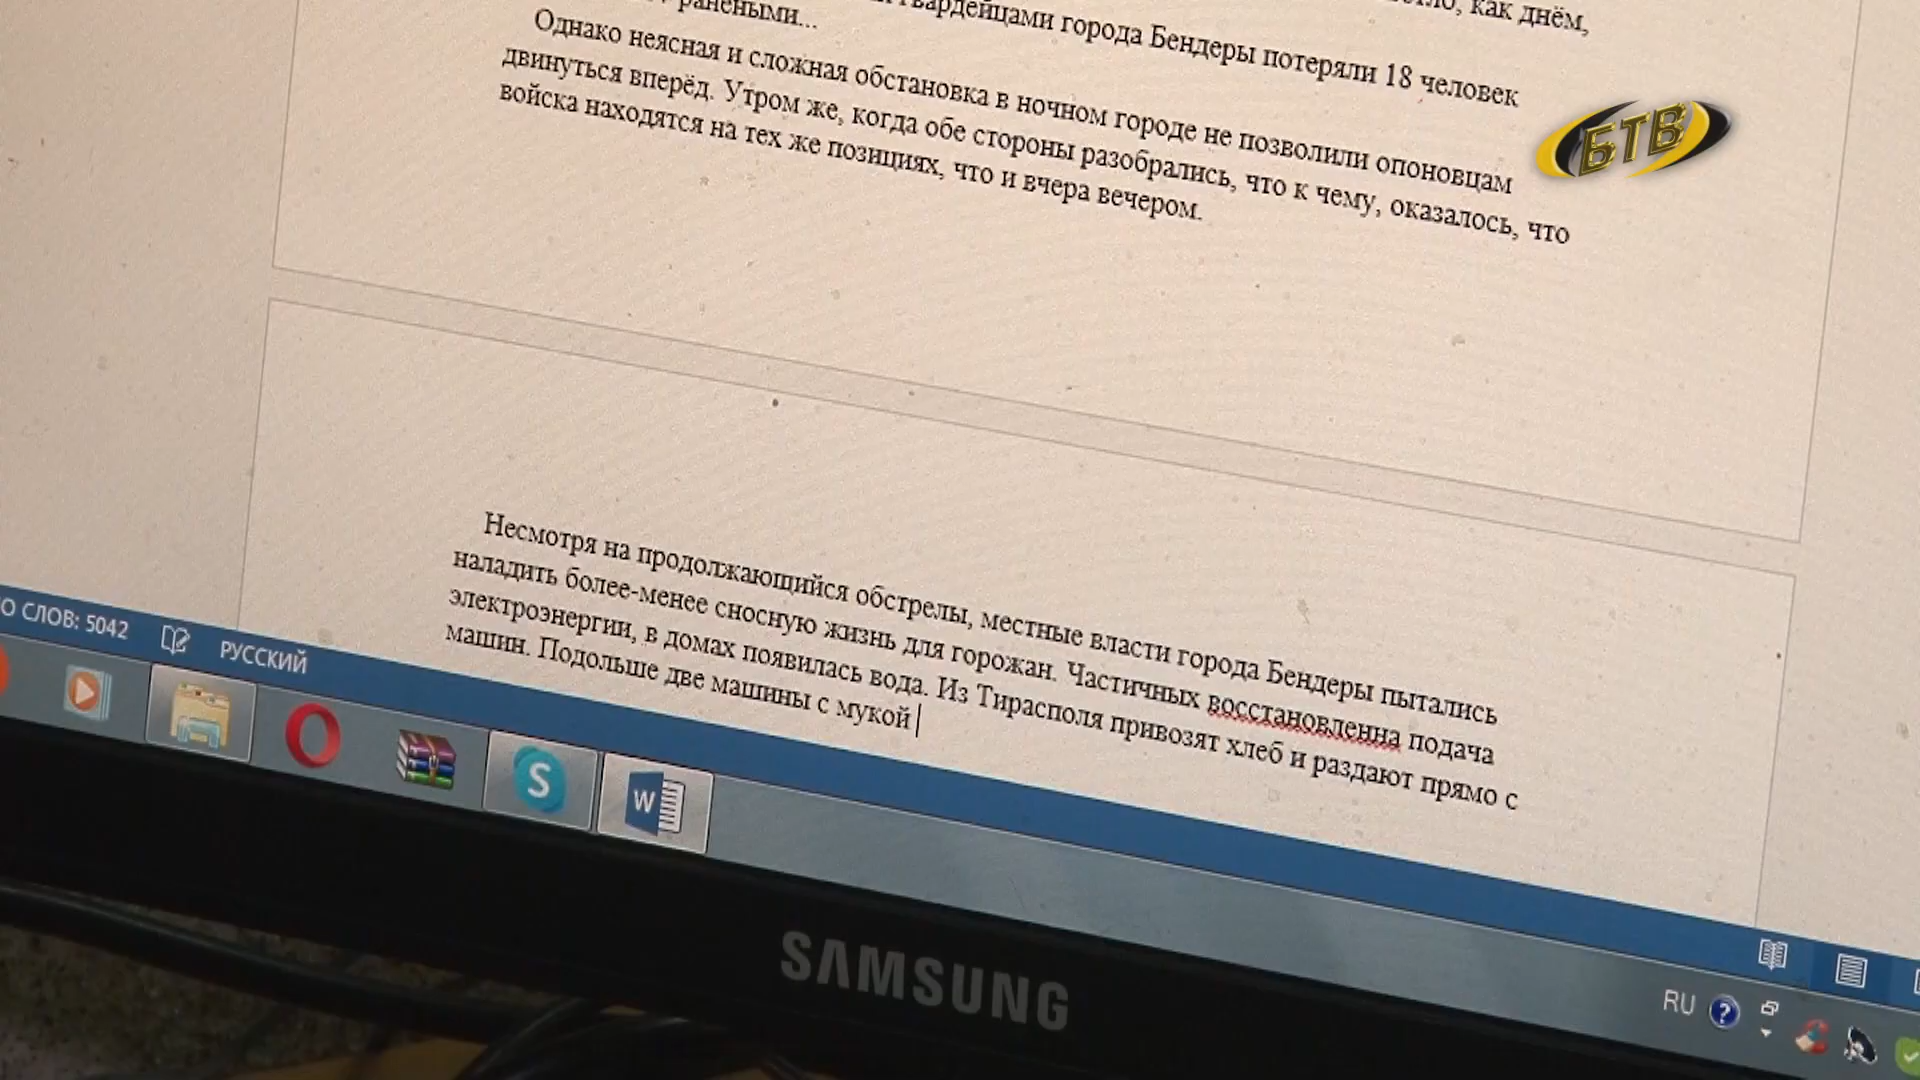 как днём,
гвардейцами города Бендеры потеряли 18 человек
ранеными...
Однако неясная и сложная обстановка в ночном городе не позволили опоновцам
двинуться вперёд. Утром же, когда обе стороны разобрались, что к чему, оказалось, что
войска находятся на тех же позициях, что и вчера вечером.
БТВ
Несмотря на продолжающийся обстрелы, местные власти города Бендеры пытались
наладить более-менее сносную жизнь для горожан. Частичных восстановленна подача
электроэнергии, в домах появилась вода. Из Тирасполя привозят хлеб и раздают прямо с
машин. Подольше две машины с мукой
О СЛОВ: 5042 РУССКИЙ
S
W
RU
?
SAMSUNG